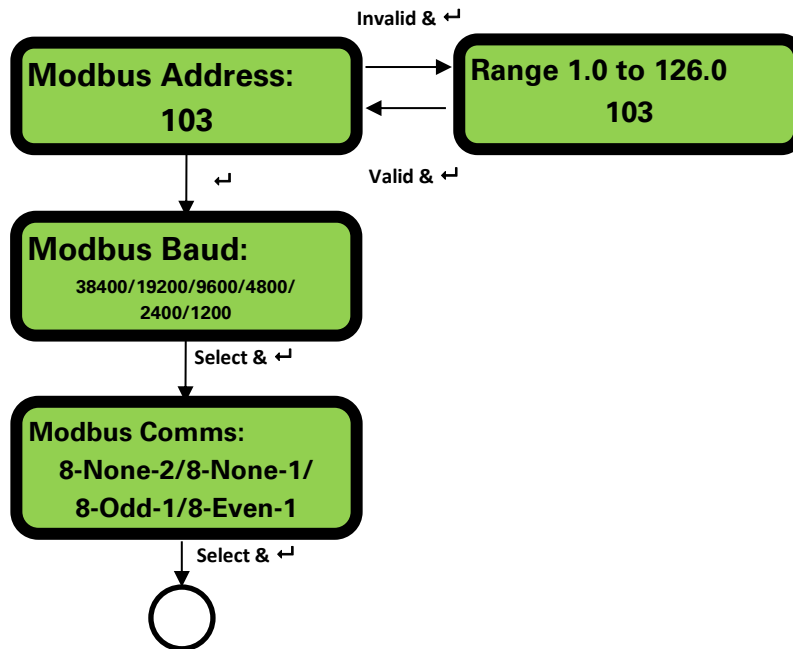 Invalid & ↵
Modbus Address:
103
Range 1.0 to 126.0
103
↵
Valid & ↵
Modbus Baud:
38400/19200/9600/4800/
2400/1200
Select & ↵
Modbus Comms:
8-None-2/8-None-1/
8-Odd-1/8-Even-1
Select & ↵